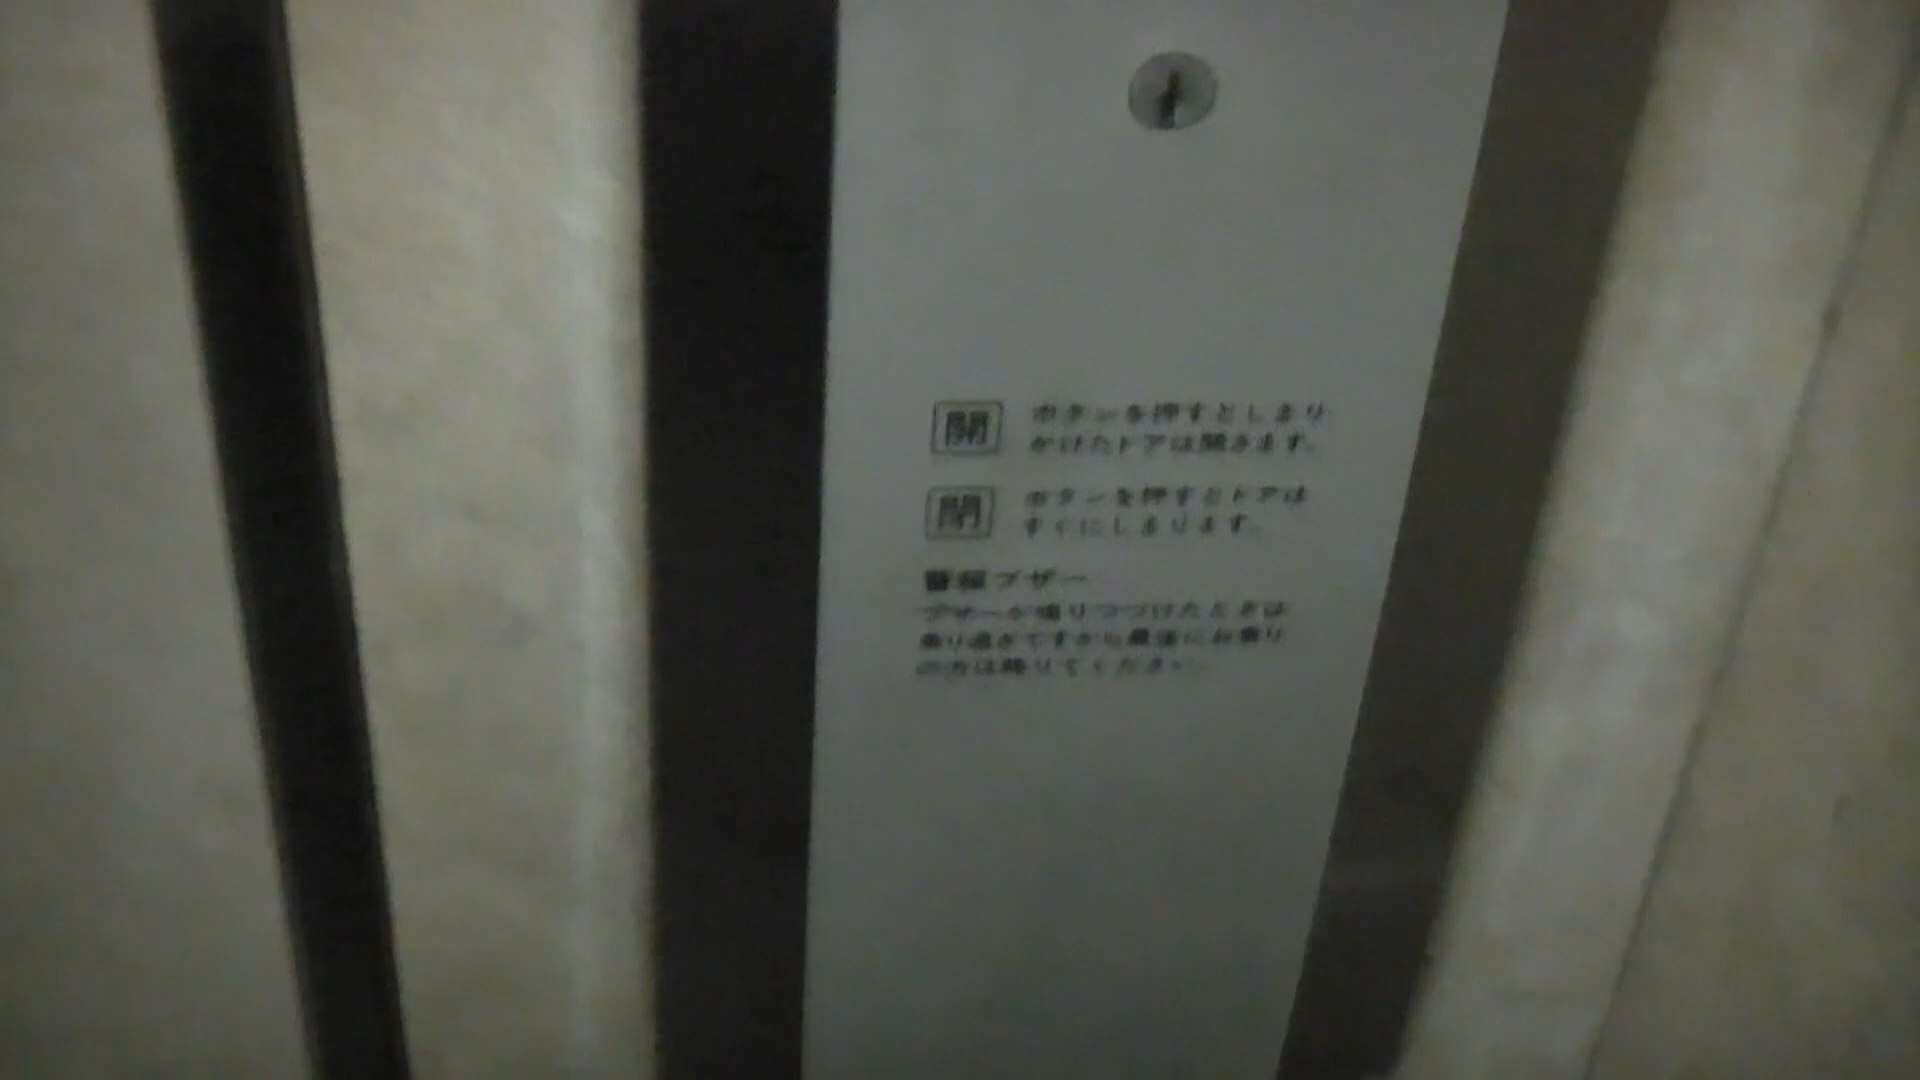 開 ボタンを押すとしまり
かけたドアは開きます。
閉 ボタンを押すとドアは
すぐにしまります。
警報ブザー
ブザーが鳴りつづけたときは
乗り過ぎですから最後にお乗り
の方は降りてください。